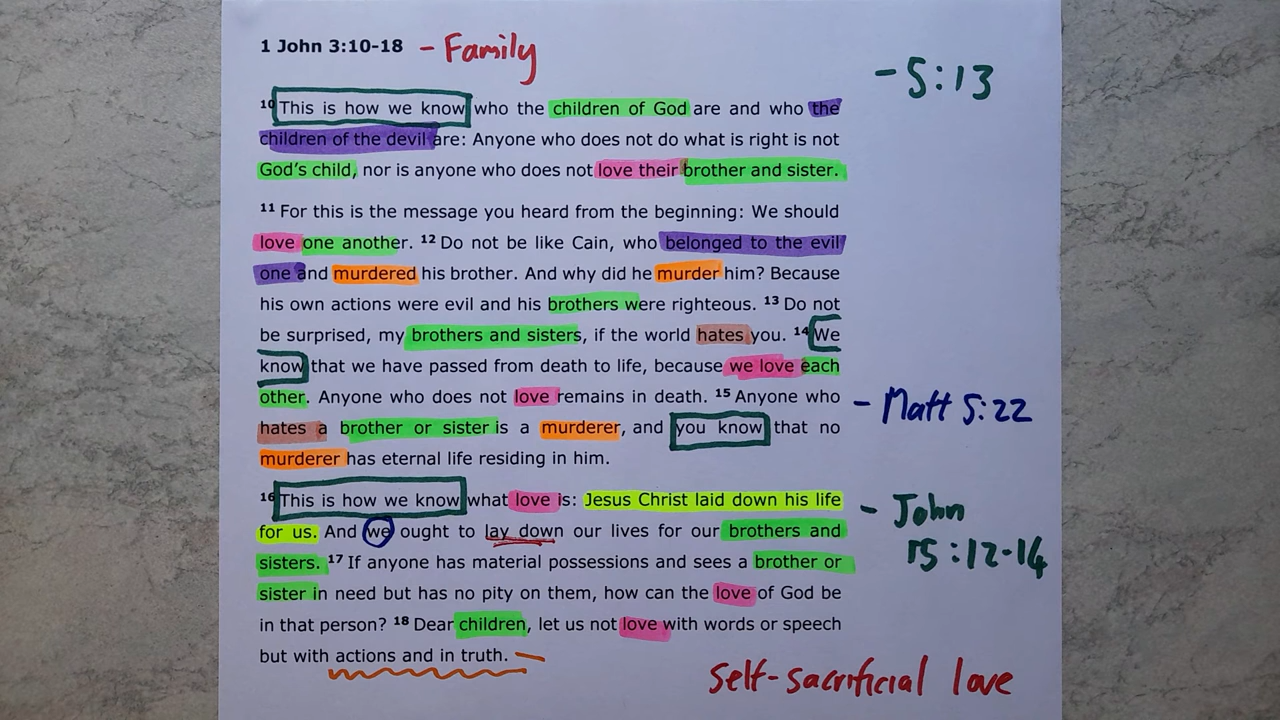 1 John 3:10-18 - Family
- 5:13
10 This is how we know who the children of God are and who the
children of the devil are: Anyone who does not do what is right is not
God's child, nor is anyone who does not love their brother and sister.
11 For this is the message you heard from the beginning: We should
love one another. 12 Do not be like Cain, who belonged to the evil
one and murdered his brother. And why did he murder him? Because
his own actions were evil and his brothers were righteous. 13 Do not
be surprised, my brothers and sisters, if the world hates you. 14 We
know that we have passed from death to life, because we love each
other. Anyone who does not love remains in death. 15 Anyone who
- Matt 5:22
hates a brother or sister is a murderer, and you know that no
murderer has eternal life residing in him.
16 This is how we know what love is: Jesus Christ laid down his life
for us. And we ought to lay down our lives for our brothers and
- John
15:12-14
sisters. 17 If anyone has material possessions and sees a brother or
sister in need but has no pity on them, how can the love of God be
in that person? 18 Dear children, let us not love with words or speech
but with actions and in truth.
self-sacrificial love